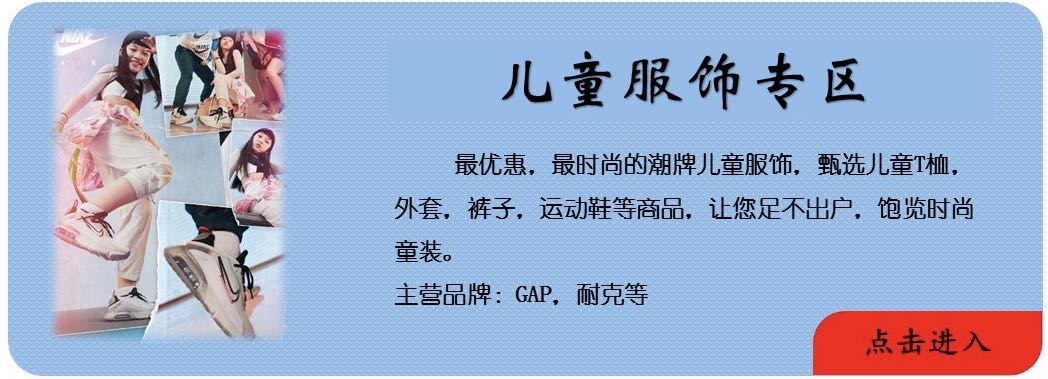 NIKE
AIR
儿童服饰专区
最优惠，最时尚的潮牌儿童服饰，甄选儿童T桖，
外套，裤子，运动鞋等商品，让您足不出户，饱览时尚
童装。
主营品牌：GAP，耐克等
点击进入